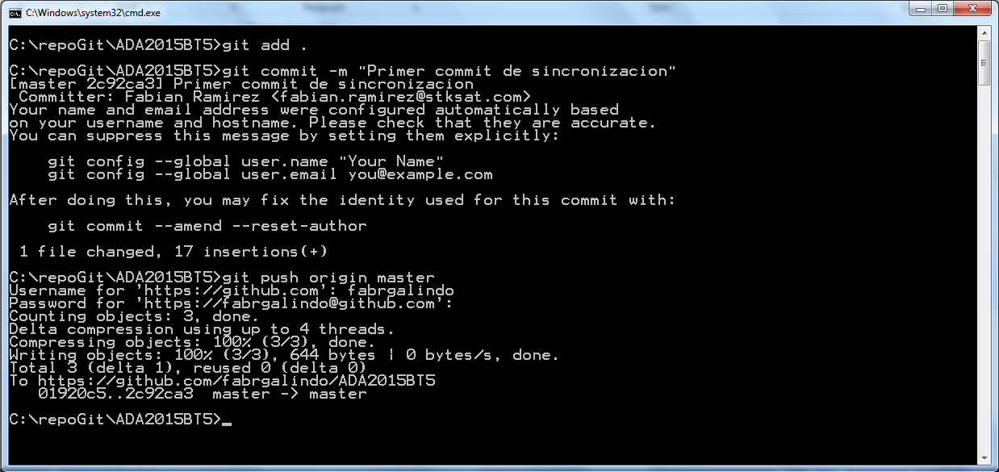 C:\Windows\system32\cmd.exe
C:\repoGit\ADA2015BT5>git add .
C:\repoGit\ADA2015BT5>git commit -m "Primer commit de sincronizacion"
[master 2c92ca3] Primer commit de sincronizacion
Committer: Fabian Ramirez <fabian.ramirez@stksat.com>
Your name and email address were configured automatically based
on your username and hostname. Please check that they are accurate.
You can suppress this message by setting them explicitly:
git config --global user.name "Your Name"
git config --global user.email you@example.com
After doing this, you may fix the identity used for this commit with:
git commit --amend --reset-author
1 file changed, 17 insertions(+)
C:\repoGit\ADA2015BT5>git push origin master
Username for 'https://github.com': fabrgalindo
Password for 'https://fabrgalindo@github.com':
Counting objects: 3, done.
Delta compression using up to 4 threads.
Compressing objects: 100% (3/3), done.
Writing objects: 100% (3/3), 644 bytes | 0 bytes/s, done.
Total 3 (delta 1), reused 0 (delta 0)
To https://github.com/fabrgalindo/ADA2015BT5
01920c5..2c92ca3  master -> master
C:\repoGit\ADA2015BT5>_